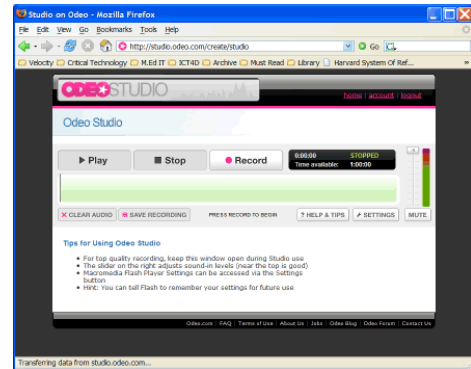 Studio on Odeo - Mozilla Firefox
File Edit View Go Bookmarks Tools Help
http://studio.odeo.com/create/studio Go
Velocity Critical Technology M.Ed IT ICT4D Archive Must Read Library Harvard System Of Ref...
ODEO STUDIO
home | account | logout
Odeo Studio
Play Stop Record
0:00:00 STOPPED
Time available: 1:00:00
CLEAR AUDIO SAVE RECORDING PRESS RECORD TO BEGIN ? HELP & TIPS SETTINGS MUTE
Tips for Using Odeo Studio
For top quality recording, keep this window open during Studio use
The slider on the right adjusts sound-in levels (near the top is good)
Macromedia Flash Player Settings can be accessed via the Settings
button
Hint: You can tell Flash to remember your settings for future use
Odeo.com | FAQ | Terms of Use | About Us | Jobs | Odeo Blog | Odeo Forum | Contact Us
Transferring data from studio.odeo.com...